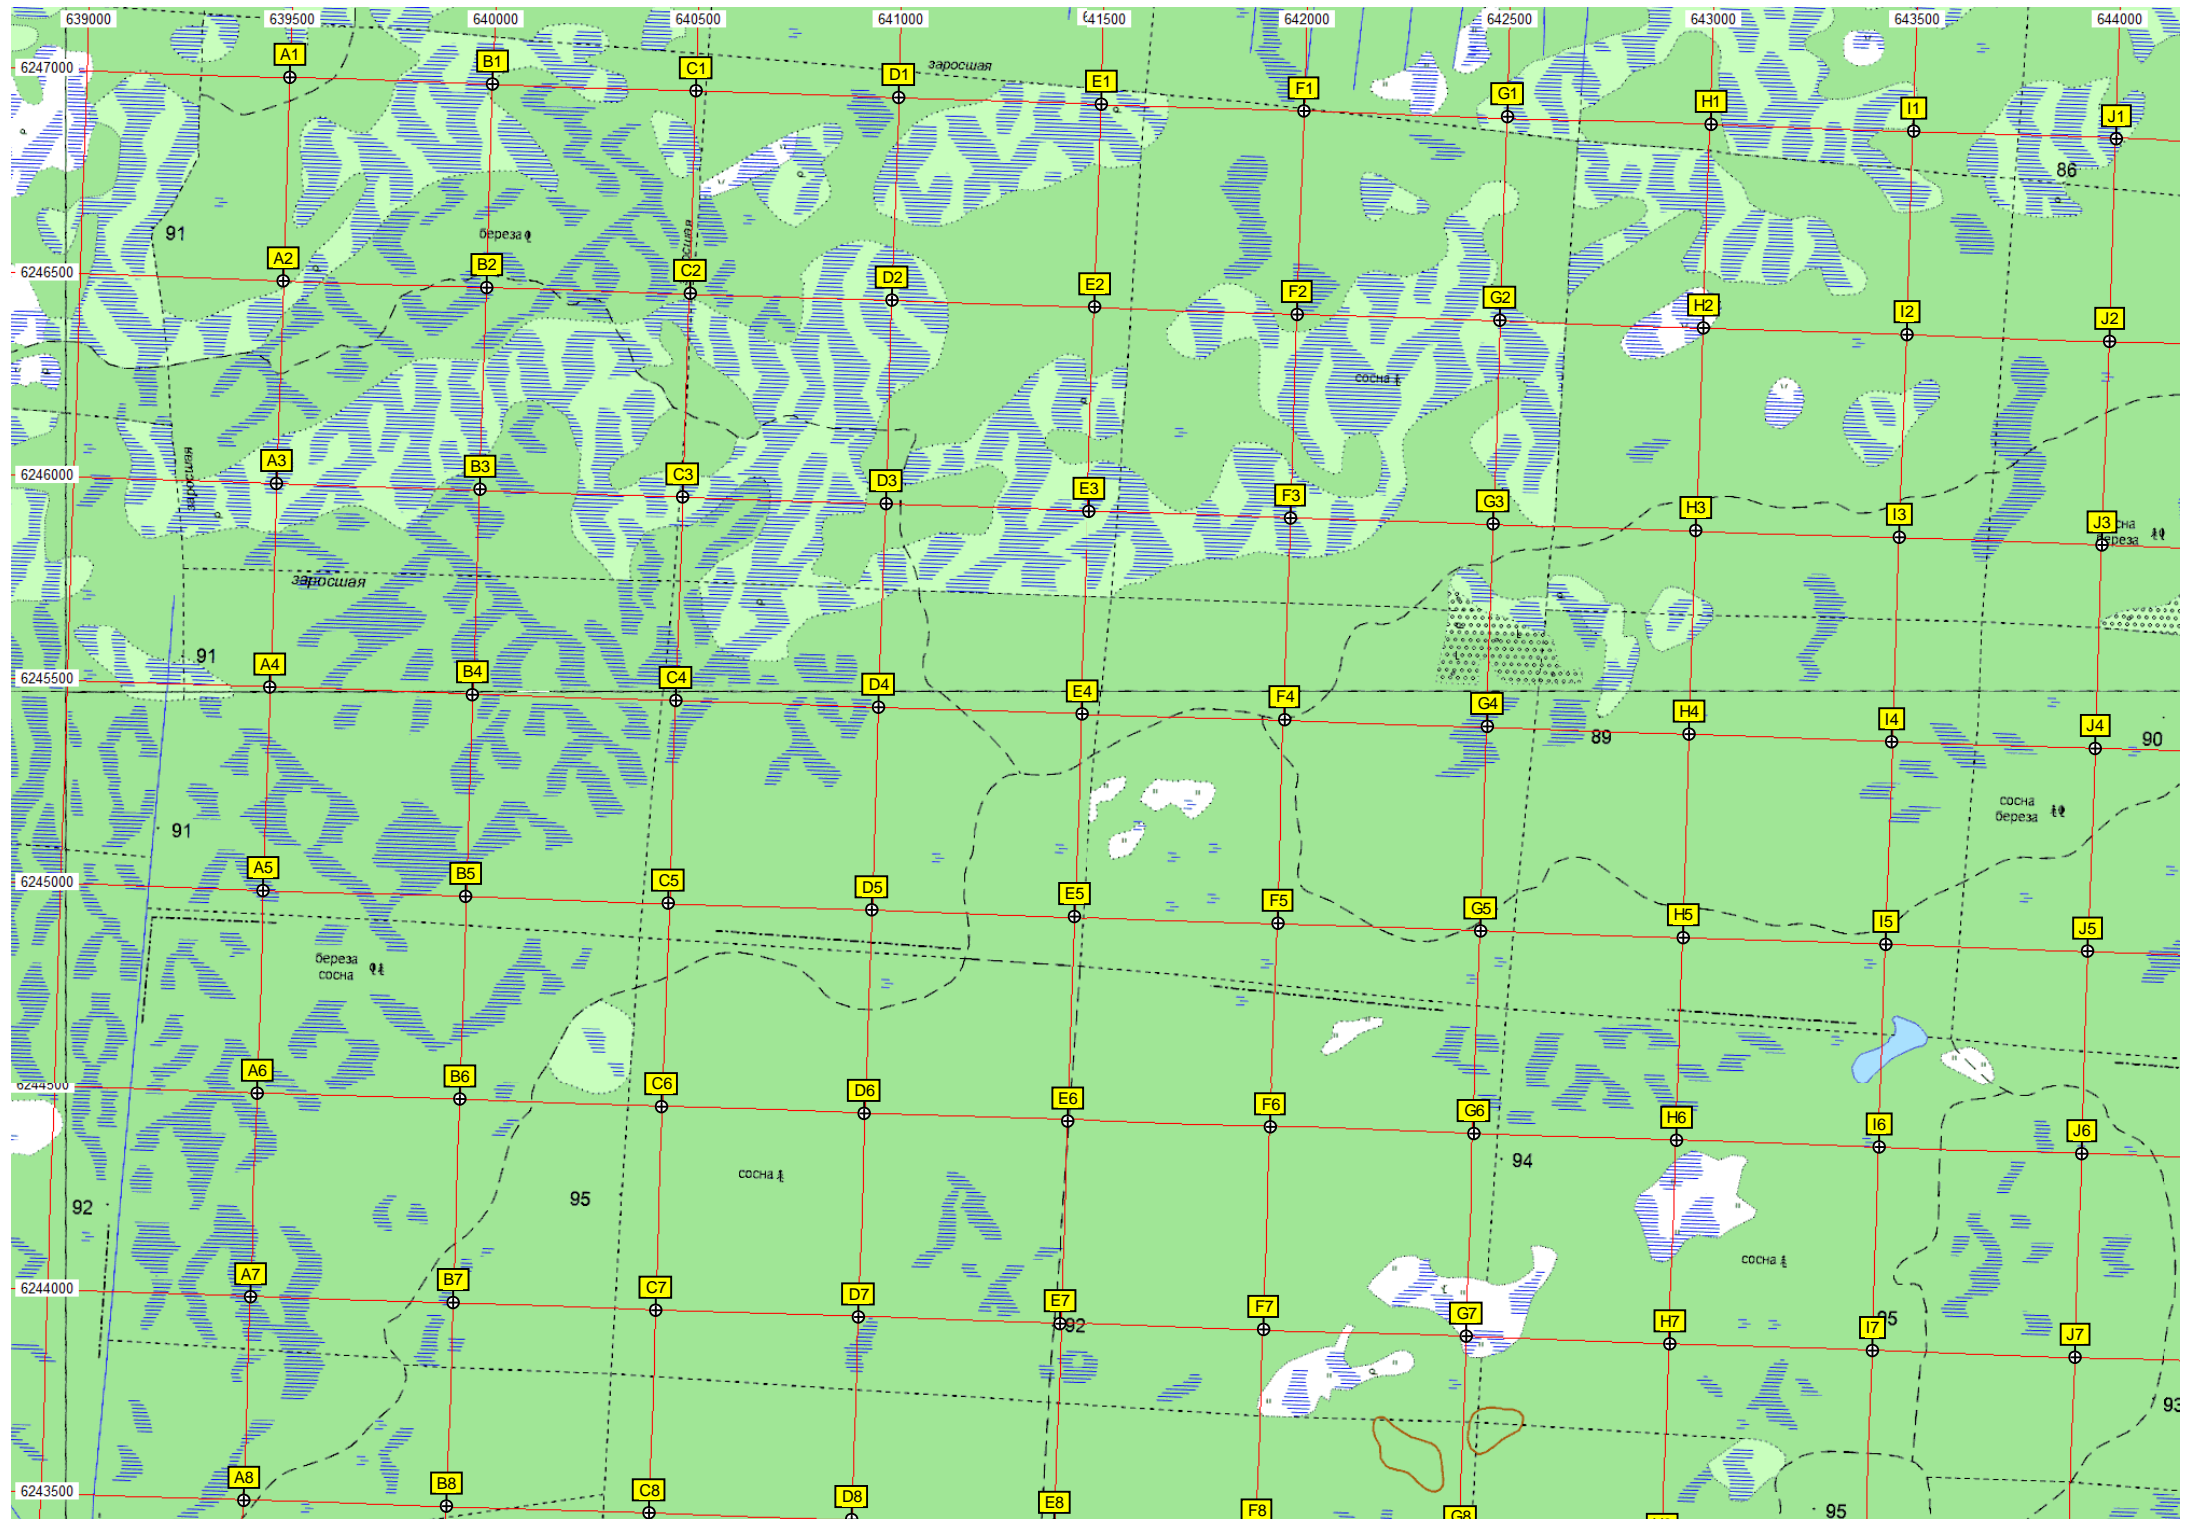 639000 639500 640000 640500 641000 641500 642000 642500 643000 643500 644000
6247000 A1 B1 C1 D1 заросшая E1 F1 G1 H1 I1 J1
86
91
береза
6246500 A2 B2 C2 D2 E2 F2 G2 H2 I2 J2
сосна
заросшая
6246000 A3 B3 C3 D3 E3 F3 G3 H3 I3 J3
береза
заросшая
91
6245500 A4 B4 C4 D4 E4 F4 G4 H4 I4 J4
89 90
сосна
береза
91
6245000 A5 B5 C5 D5 E5 F5 G5 H5 I5 J5
береза
сосна
6244500 A6 B6 C6 D6 E6 F6 G6 H6 I6 J6
94
сосна
95
92
сосна
6244000 A7 B7 C7 D7 E7 F7 G7 H7 I7 J7
92 95
93
6243500 A8 B8 C8 D8 E8 F8 G8
95